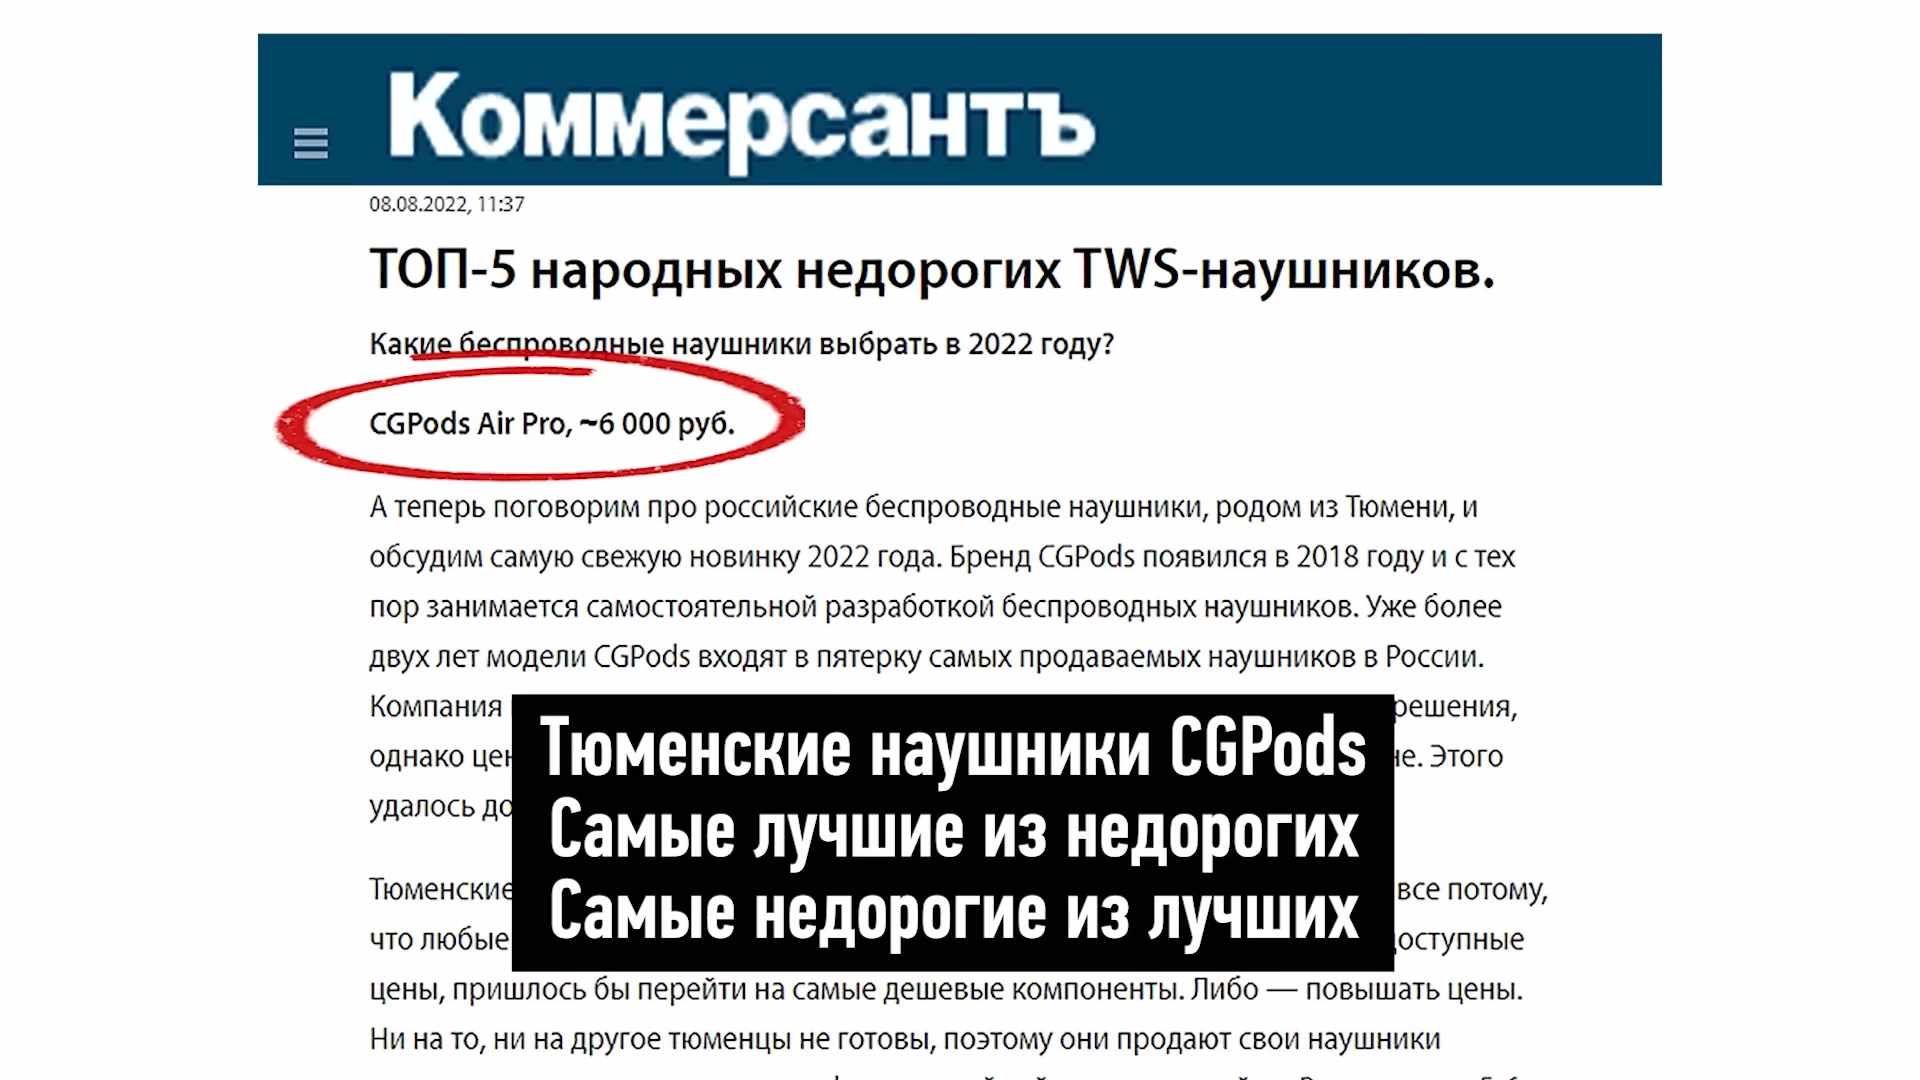 Коммерсантъ
08.08.2022, 11:37
ТОП-5 народных недорогих TWS-наушников.
Какие беспроводные наушники выбрать в 2022 году?
CGPods Air Pro, ~6 000 руб.
А теперь поговорим про российские беспроводные наушники, родом из Тюмени, и
обсудим самую свежую новинку 2022 года. Бренд CGPods появился в 2018 году и с тех
пор занимается самостоятельной разработкой беспроводных наушников. Уже более
двух лет модели CGPods входят в пятерку самых продаваемых наушников в России.
Компания решения,
однако Этого
удалось
Тюменские все потому,
что любые доступные
цены, пришлось бы перейти на самые дешевые компоненты. Либо — повышать цены.
Ни на то, ни на другое тюменцы не готовы, поэтому они продают свои наушники
Тюменские наушники CGPods
Самые лучшие из недорогих
Самые недорогие из лучших